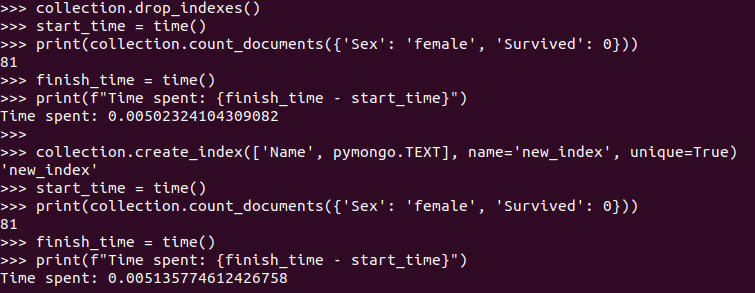 >>> collection.drop_indexes()
>>> start_time = time()
>>> print(collection.count_documents({'Sex': 'female', 'Survived': 0}))
81
>>> finish_time = time()
>>> print(f"Time spent: {finish_time - start_time}")
Time spent: 0.00502324104309082
>>>
>>> collection.create_index(['Name', pymongo.TEXT], name='new_index', unique=True)
'new_index'
>>> start_time = time()
>>> print(collection.count_documents({'Sex': 'female', 'Survived': 0}))
81
>>> finish_time = time()
>>> print(f"Time spent: {finish_time - start_time}")
Time spent: 0.005135774612426758